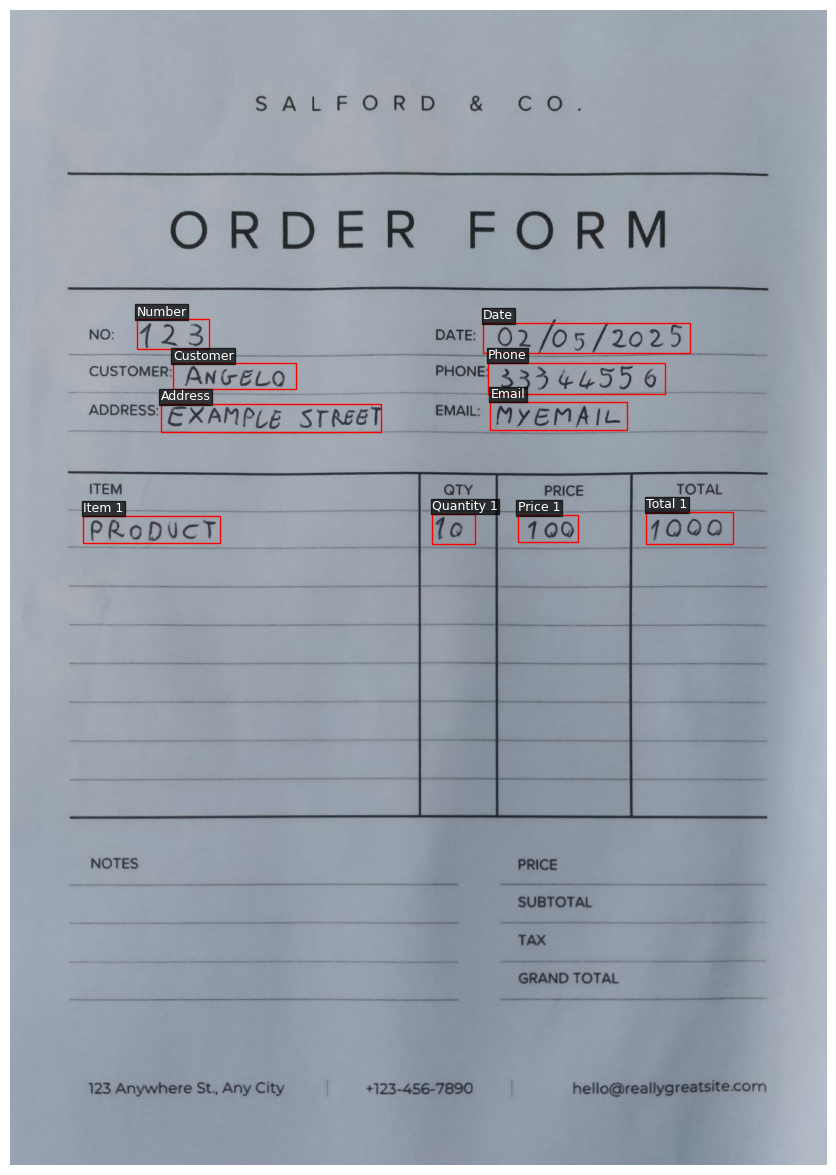 SALFORD & CO.
ORDER FORM
Number
Date
NO: 123 DATE: 02/05/2025
Customer
Phone
CUSTOMER: ANGELO PHONE: 33344556
Address
Email
ADDRESS: EXAMPLE STREET EMAIL: MYEMAIL
ITEM QTY PRICE TOTAL
Item 1 Quantity 1 Price 1 Total 1
PRODUCT 10 100 1000
NOTES PRICE
SUBTOTAL
TAX
GRAND TOTAL
123 Anywhere St., Any City | +123-456-7890 | hello@reallygreatsite.com